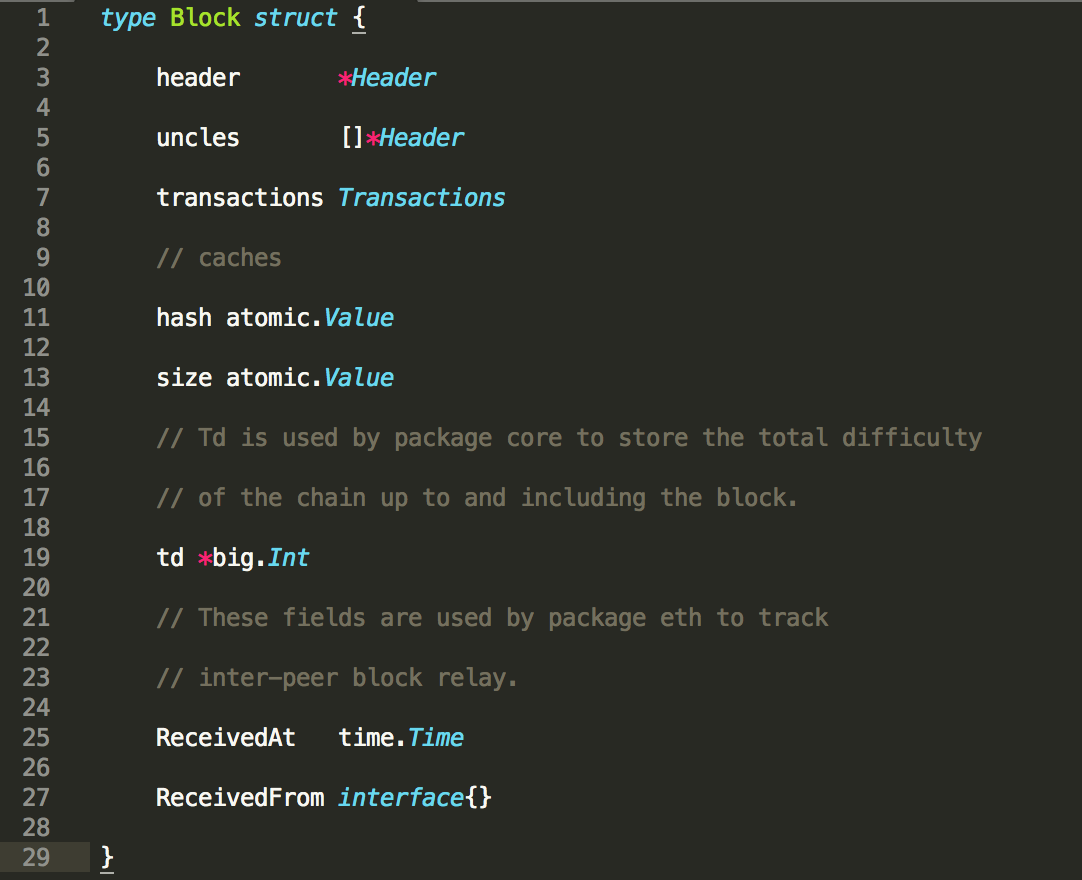 1 type Block struct {
2
3 header *Header
4
5 uncles []*Header
6
7 transactions Transactions
8
9 // caches
10
11 hash atomic.Value
12
13 size atomic.Value
14
15 // Td is used by package core to store the total difficulty
16
17 // of the chain up to and including the block.
18
19 td *big.Int
20
21 // These fields are used by package eth to track
22
23 // inter-peer block relay.
24
25 ReceivedAt time.Time
26
27 ReceivedFrom interface{}
28
29 }